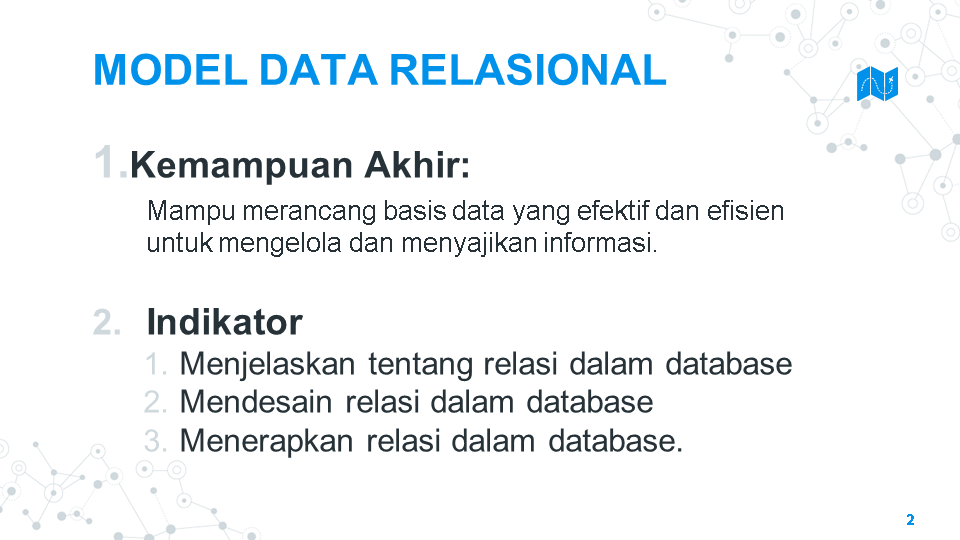 MODEL DATA RELASIONAL
1.Kemampuan Akhir:
Mampu merancang basis data yang efektif dan efisien
untuk mengelola dan menyajikan informasi.
2. Indikator
1. Menjelaskan tentang relasi dalam database
2. Mendesain relasi dalam database
3. Menerapkan relasi dalam database.
2